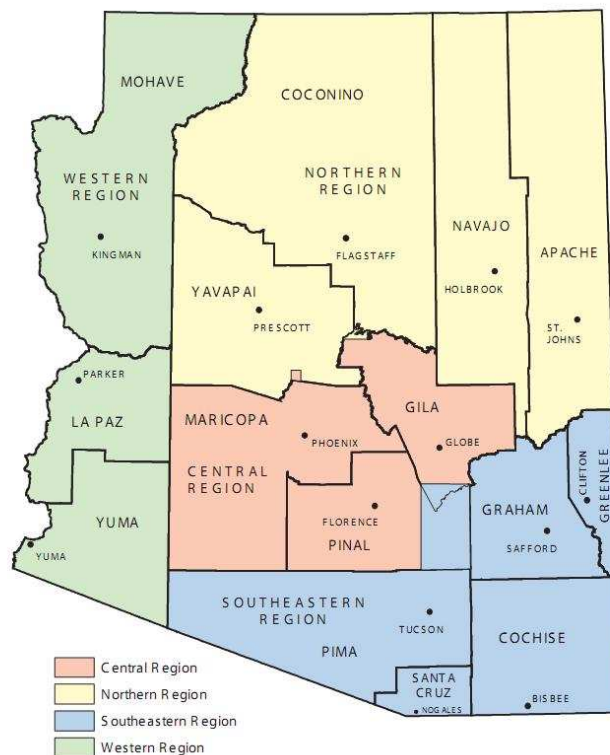 MOHAVE
COCONINO
WESTERN
REGION
NORTHERN
REGION
NAVAJO
APACHE
KINGMAN
FLAGSTAFF
HOLBROOK
YAVAPAI
PRESCOTT
ST.
JOHNS
PARKER
LA PAZ
MARICOPA
GILA
PHOENIX
GLOBE
CENTRAL
REGION
CLIFTON
GREENLEE
YUMA
FLORENCE
PINAL
GRAHAM
SAFFORD
YUMA
SOUTHEASTERN
REGION
TUCSON
PIMA
COCHISE
SANTA
CRUZ
NOGALES
BISBEE
Central Region
Northern Region
Southeastern Region
Western Region